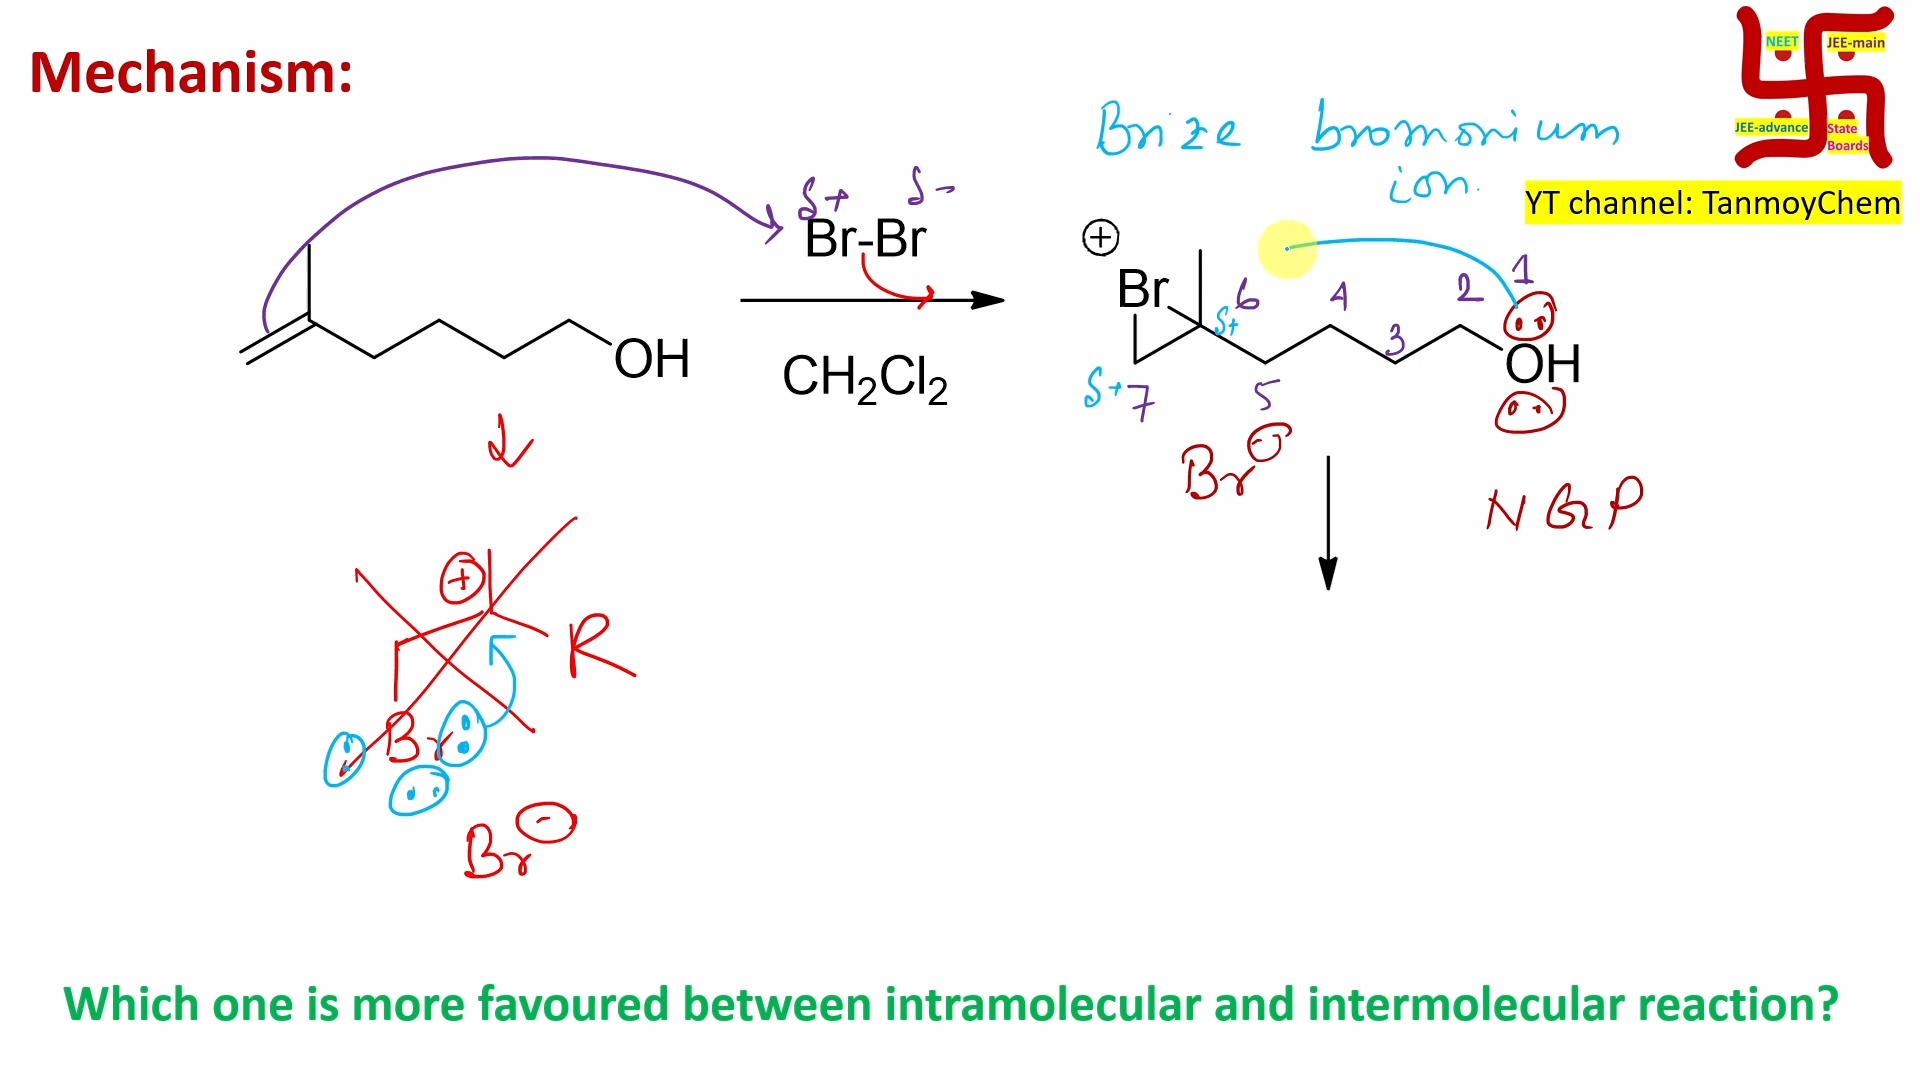 Mechanism:
NEET
JEE-main
JEE-advance
State
Boards
YT channel: TanmoyChem
Brize bromonium
ion.
δ+ δ-
Br-Br
CH₂Cl₂
OH
⊕
Br
δ+
6
4
2
1
3
OH
δ+
7
5
Br⊖
NGP
⊕
R
Br
Br⊖
Which one is more favoured between intramolecular and intermolecular reaction?